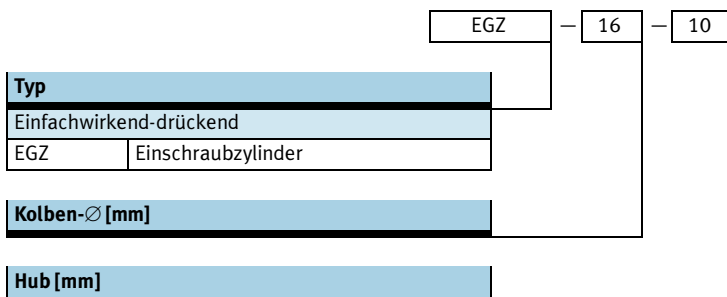 EGZ — 16 — 10
Typ
Einfachwirkend-drückend
EGZ Einschraubzylinder
Kolben-∅ [mm]
Hub [mm]